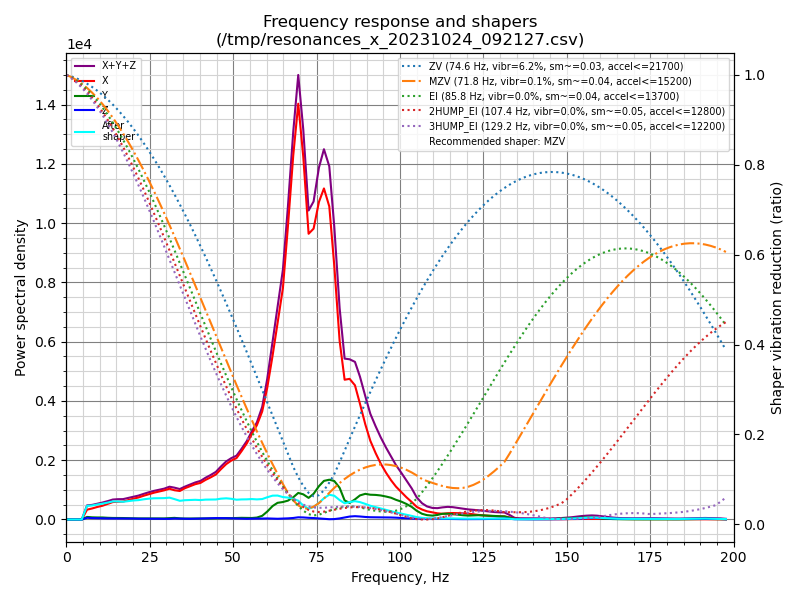 Frequency response and shapers
(/tmp/resonances_x_20231024_092127.csv)
1e4
X+Y+Z
X
Y
Z
After
shaper
ZV (74.6 Hz, vibr=6.2%, sm~=0.03, accel<=21700)
MZV (71.8 Hz, vibr=0.1%, sm~=0.04, accel<=15200)
EI (85.8 Hz, vibr=0.0%, sm~=0.04, accel<=13700)
2HUMP_EI (107.4 Hz, vibr=0.0%, sm~=0.05, accel<=12800)
3HUMP_EI (129.2 Hz, vibr=0.0%, sm~=0.05, accel<=12200)
Recommended shaper: MZV
1.4
1.2
1.0
0.8
0.6
0.4
0.2
0.0
Power spectral density
1.0
0.8
0.6
0.4
0.2
0.0
Shaper vibration reduction (ratio)
0 25 50 75 100 125 150 175 200
Frequency, Hz